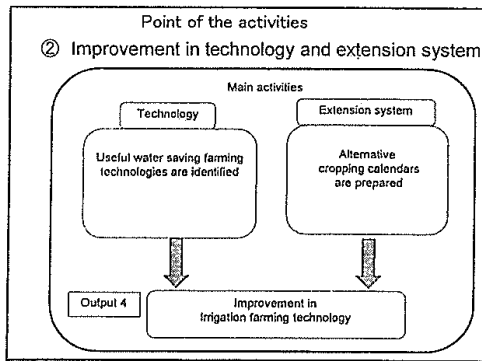 Point of the activities
② Improvement in technology and extension system
Main activities
Technology
Extension system
Useful water saving farming
technologies are identified
Alternative
cropping calendars
are prepared
Output 4
Improvement in
Irrigation farming technology